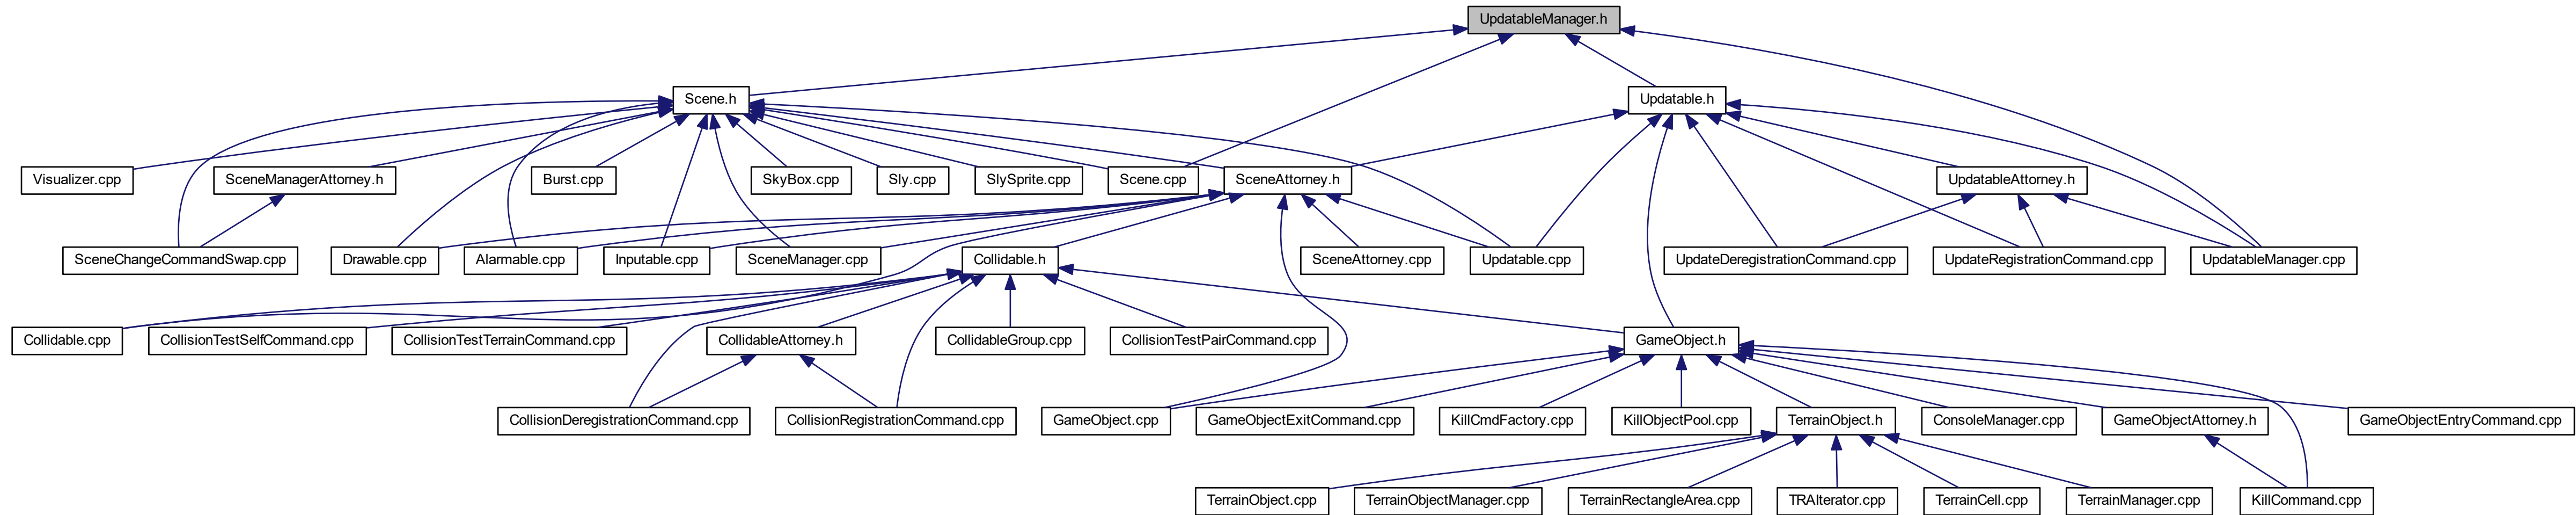 UpdatableManager.h
Scene.h
Updatable.h
Visualizer.cpp
SceneManagerAttorney.h
Burst.cpp
SkyBox.cpp
Sly.cpp
SlySprite.cpp
Scene.cpp
SceneAttorney.h
UpdatableAttorney.h
SceneChangeCommandSwap.cpp
Drawable.cpp
Alarmable.cpp
Inputable.cpp
SceneManager.cpp
Collidable.h
SceneAttorney.cpp
Updatable.cpp
UpdateDeregistrationCommand.cpp
UpdateRegistrationCommand.cpp
UpdatableManager.cpp
Collidable.cpp
CollisionTestSelfCommand.cpp
CollisionTestTerrainCommand.cpp
CollidableAttorney.h
CollidableGroup.cpp
CollisionTestPairCommand.cpp
GameObject.h
CollisionDeregistrationCommand.cpp
CollisionRegistrationCommand.cpp
GameObject.cpp
GameObjectExitCommand.cpp
KillCmdFactory.cpp
KillObjectPool.cpp
TerrainObject.h
ConsoleManager.cpp
GameObjectAttorney.h
GameObjectEntryCommand.cpp
TerrainObject.cpp
TerrainObjectManager.cpp
TerrainRectangleArea.cpp
TRAIterator.cpp
TerrainCell.cpp
TerrainManager.cpp
KillCommand.cpp